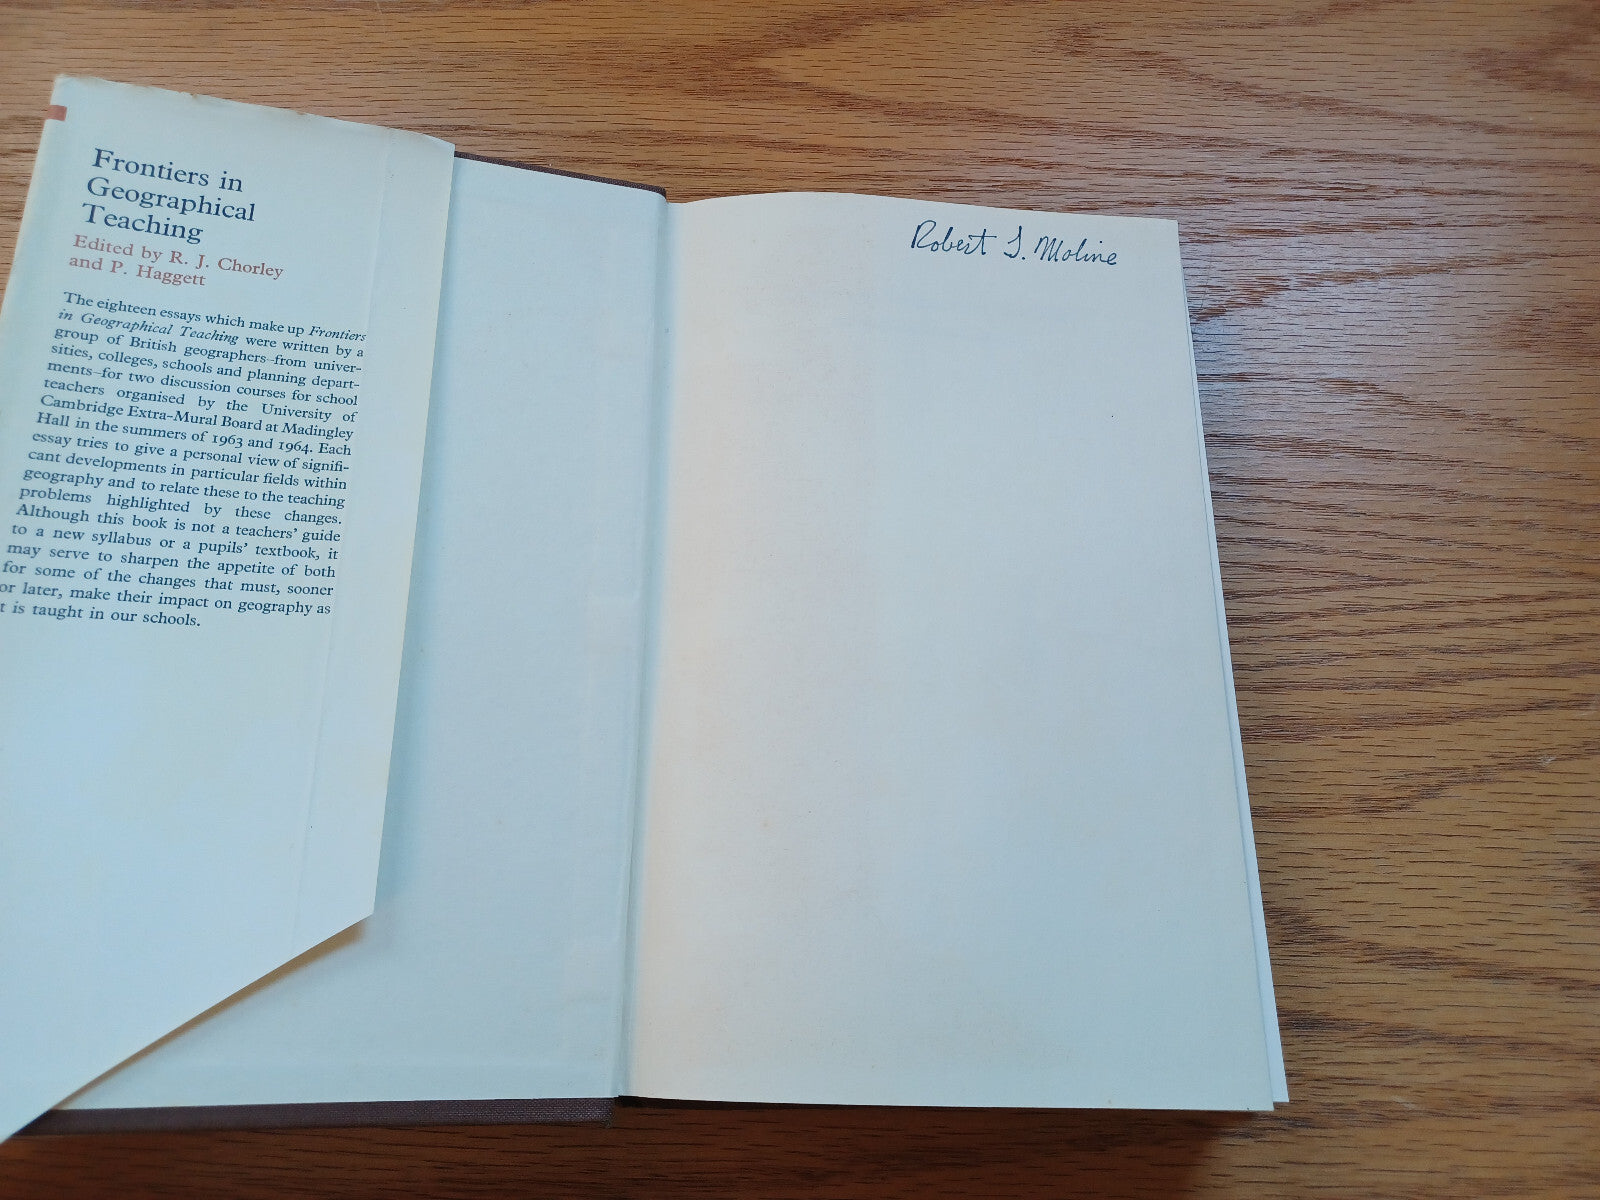 Frontiers in
Geographical
Teaching
Edited by R. J. Chorley
and P. Haggett
The eighteen essays which make up Frontiers
in Geographical Teaching were written by a
group of British geographers–from univer-
sities, colleges, schools and planning depart-
ments–for two discussion courses for school
teachers organised by the University of
Cambridge Extra-Mural Board at Madingley
Hall in the summers of 1963 and 1964. Each
essay tries to give a personal view of signifi-
cant developments in particular fields within
geography and to relate these to the teaching
problems highlighted by these changes.
Although this book is not a teachers' guide
to a new syllabus or a pupils' textbook, it
may serve to sharpen the appetite of both
for some of the changes that must, sooner
or later, make their impact on geography as
t is taught in our schools.
Robert T. Moline